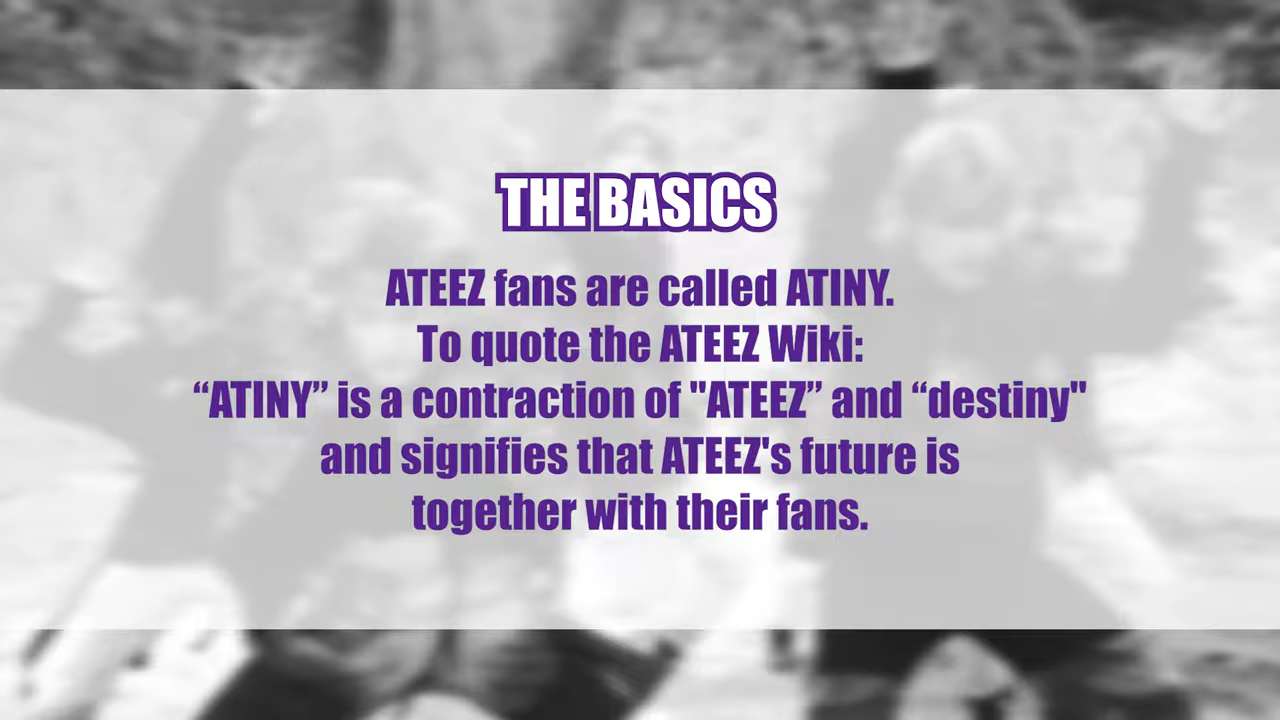 THE BASICS
ATEEZ fans are called ATINY.
To quote the ATEEZ Wiki:
“ATINY” is a contraction of "ATEEZ” and “destiny"
and signifies that ATEEZ's future is
together with their fans.